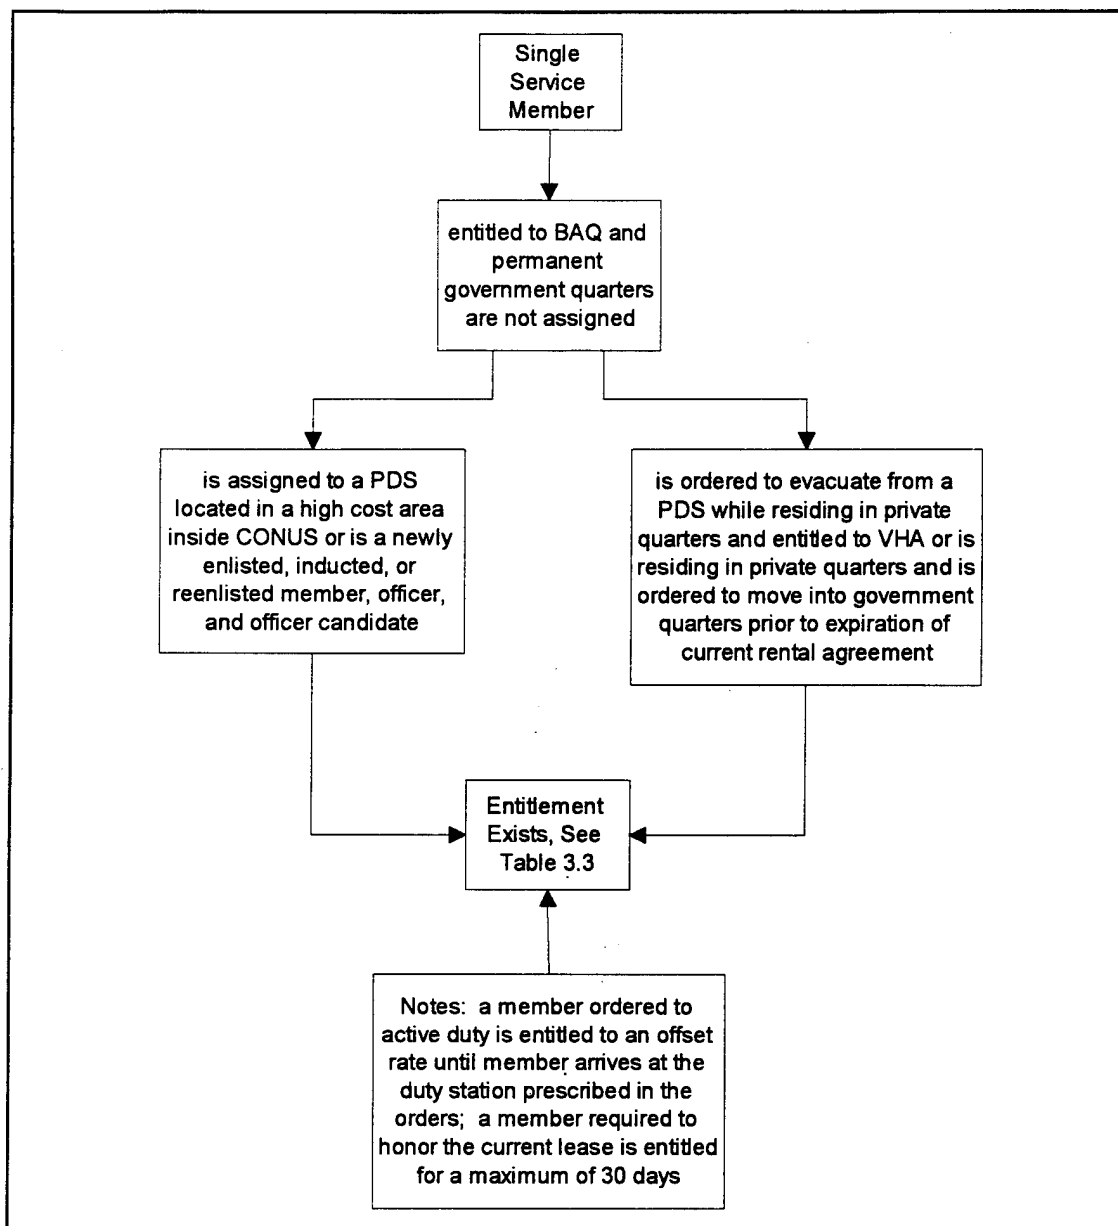 Single
Service
Member
entitled to BAQ and
permanent
government quarters
are not assigned
is assigned to a PDS
located in a high cost area
inside CONUS or is a newly
enlisted, inducted, or
reenlisted member, officer,
and officer candidate
is ordered to evacuate from a
PDS while residing in private
quarters and entitled to VHA or is
residing in private quarters and is
ordered to move into government
quarters prior to expiration of
current rental agreement
Entitlement
Exists, See
Table 3.3
Notes: a member ordered to
active duty is entitled to an offset
rate until member arrives at the
duty station prescribed in the
orders; a member required to
honor the current lease is entitled
for a maximum of 30 days